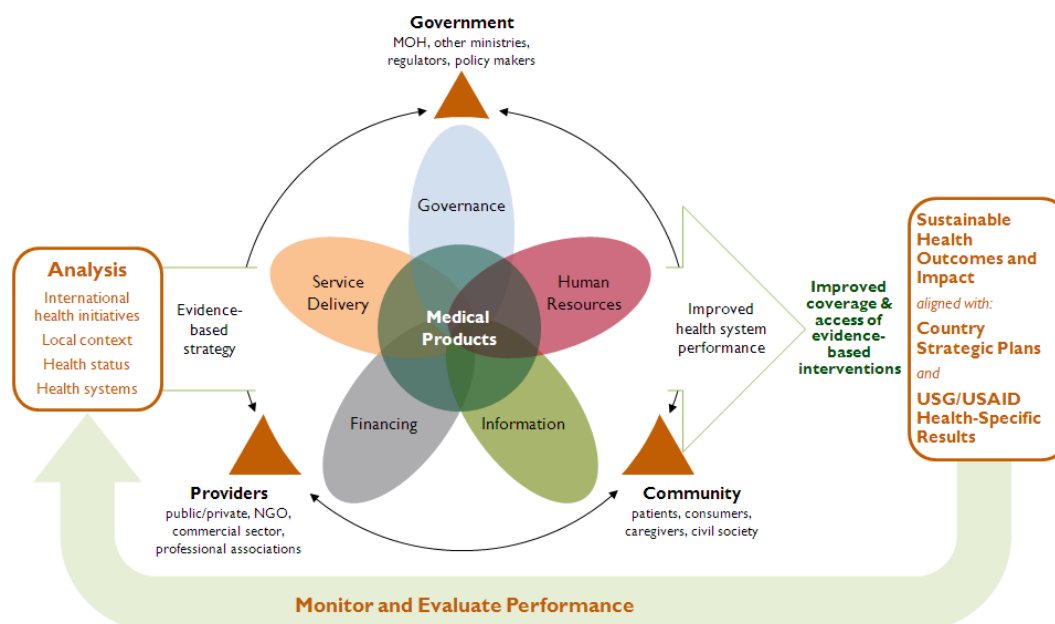 Government
MOH, other ministries,
regulators, policy makers
Governance
Service
Delivery
Human
Resources
Medical
Products
Financing
Information
Analysis
International
health initiatives
Local context
Health status
Health systems
Evidence-
based
strategy
Improved
health system
performance
Improved
coverage &
access of
evidence-
based
interventions
Sustainable
Health
Outcomes and
Impact
aligned with:
Country
Strategic Plans
and
USG/USAID
Health-Specific
Results
Providers
public/private, NGO,
commercial sector,
professional associations
Community
patients, consumers,
caregivers, civil society
Monitor and Evaluate Performance